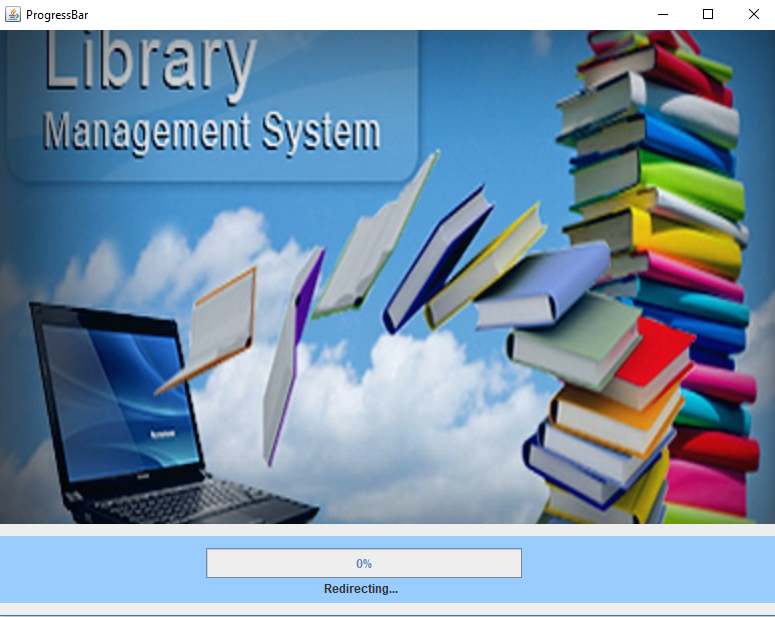 ProgressBar
Library
Management System
0%
Redirecting...